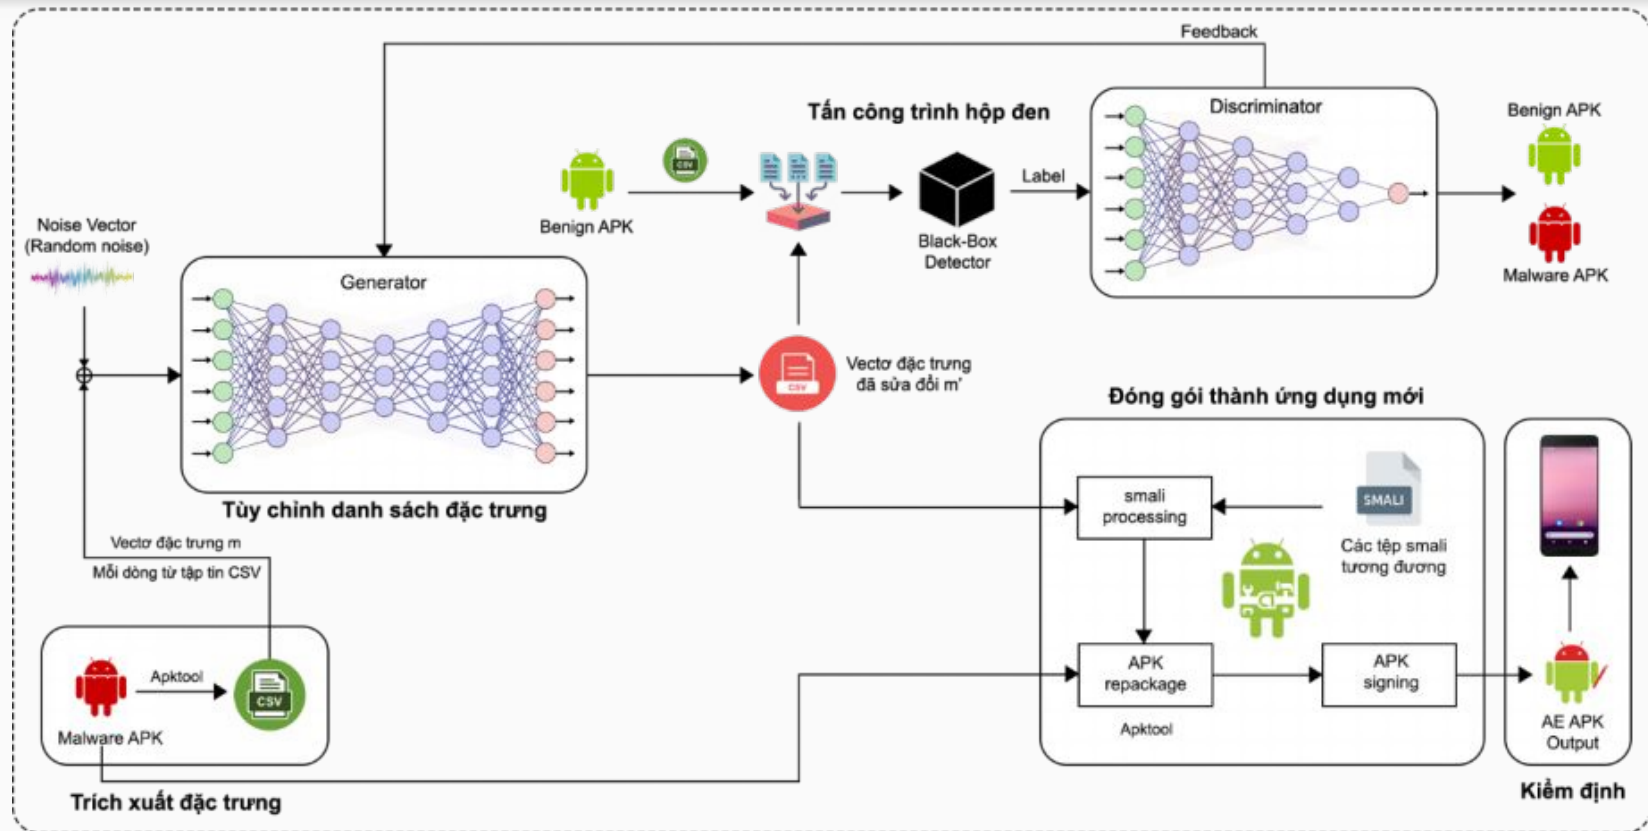 Feedback
Tấn công trình hộp đen
Discriminator
Benign APK
CSV
Label
Benign APK
Malware APK
Black-Box
Detector
Noise Vector
(Random noise)
Generator
CSV
Vectơ đặc trưng
đã sửa đổi m'
Tùy chỉnh danh sách đặc trưng
Đóng gói thành ứng dụng mới
smali
processing
SMALI
Các tệp smali
tương đương
Vectơ đặc trưng m
Mỗi dòng từ tập tin CSV
Apktool
CSV
Malware APK
Trích xuất đặc trưng
APK
repackage
Apktool
APK
signing
AE APK
Output
Kiểm định